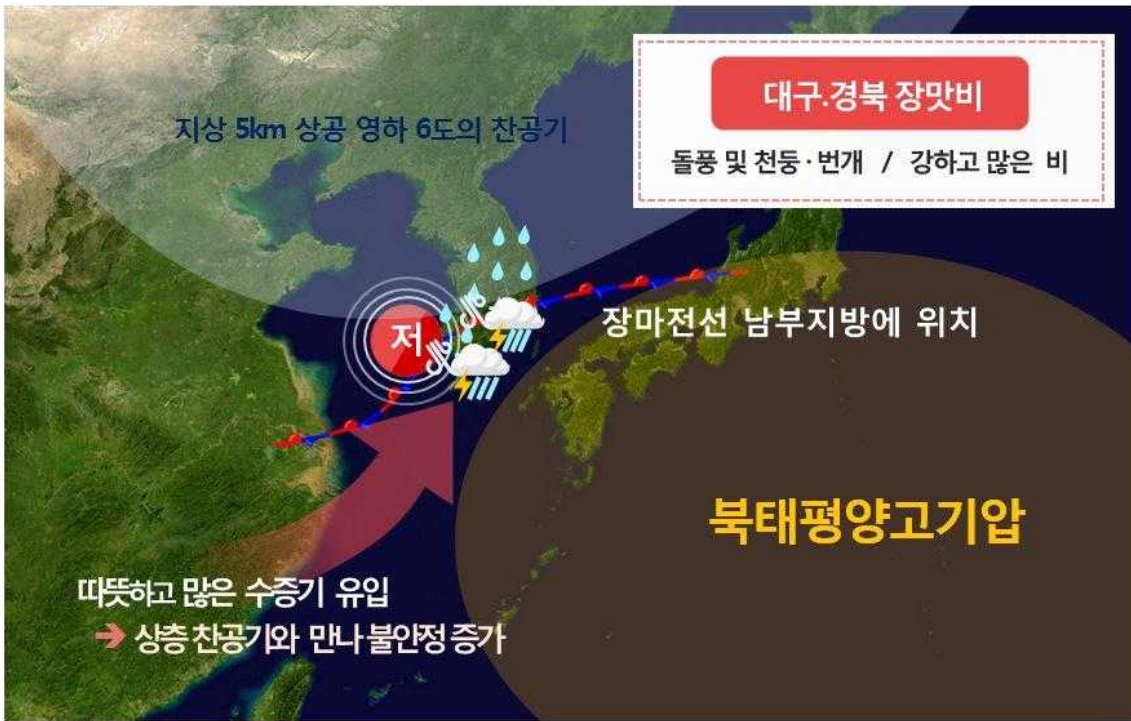 대구.경북 장맛비
돌풍 및 천둥·번개 / 강하고 많은 비
지상 5km 상공 영하 6도의 찬공기
저
장마전선 남부지방에 위치
북태평양고기압
따뜻하고 많은 수증기 유입
➔ 상층 찬공기와 만나 불안정 증가